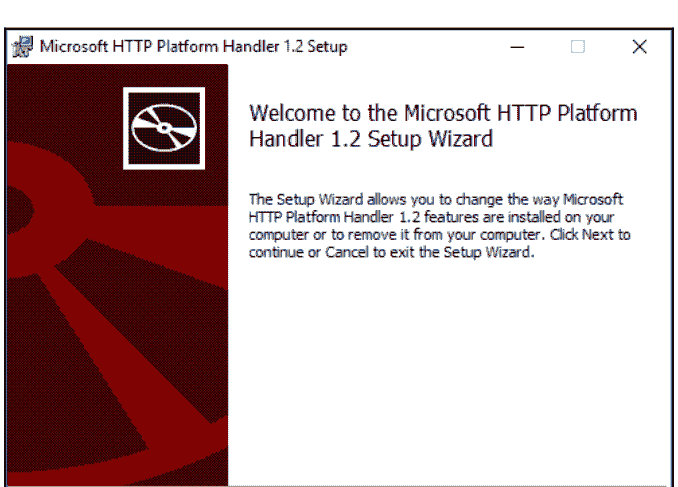 Microsoft HTTP Platform Handler 1.2 Setup
Welcome to the Microsoft HTTP Platform
Handler 1.2 Setup Wizard
The Setup Wizard allows you to change the way Microsoft
HTTP Platform Handler 1.2 features are installed on your
computer or to remove it from your computer. Click Next to
continue or Cancel to exit the Setup Wizard.